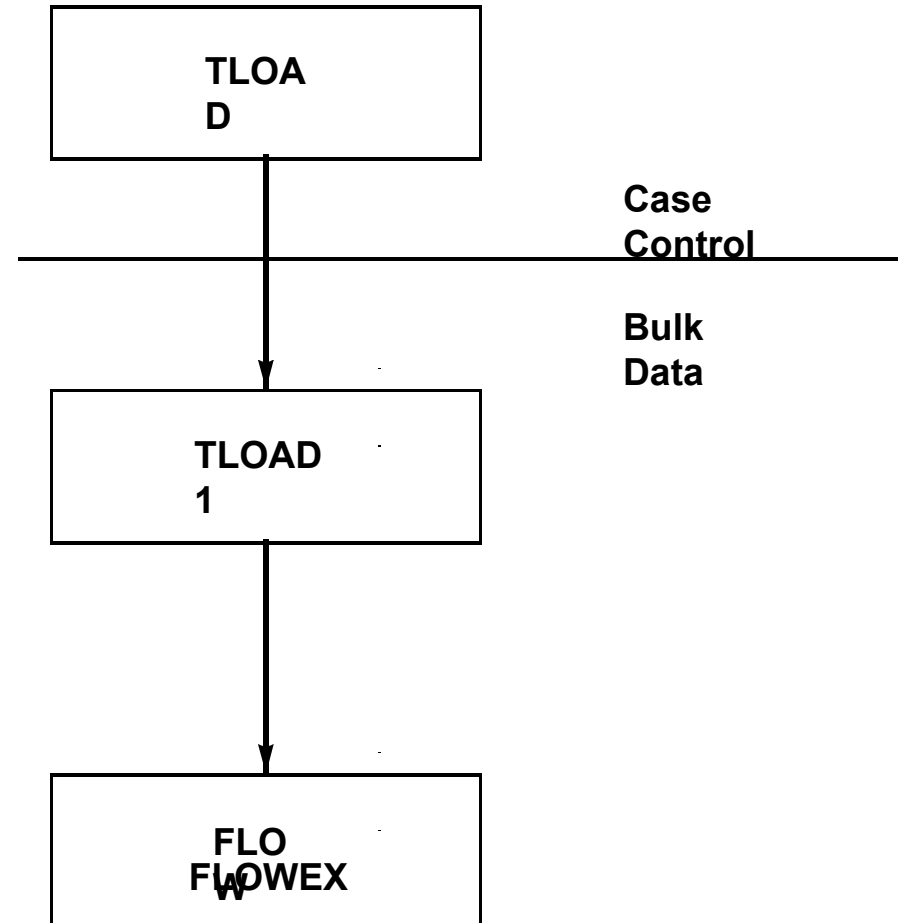 TLOA
D
Case
Control
Bulk
Data
TLOAD
1
FLO
W
FLOWEX